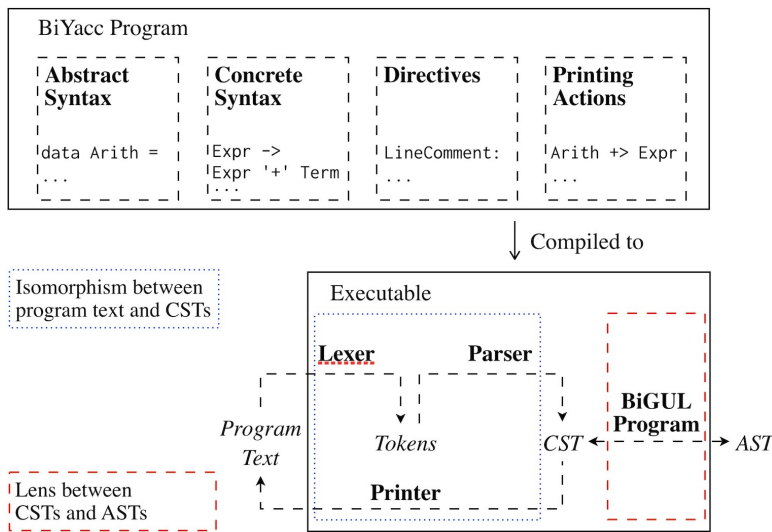 BiYacc Program
Abstract Syntax
data Arith =
...
Concrete Syntax
Expr ->
Expr '+' Term
...
Directives
LineComment:
...
Printing Actions
Arith +> Expr
...
Compiled to
Isomorphism between
program text and CSTs
Executable
Lexer
Parser
BiGUL
Program
Program
Text
Tokens
CST
AST
Printer
Lens between
CSTs and ASTs